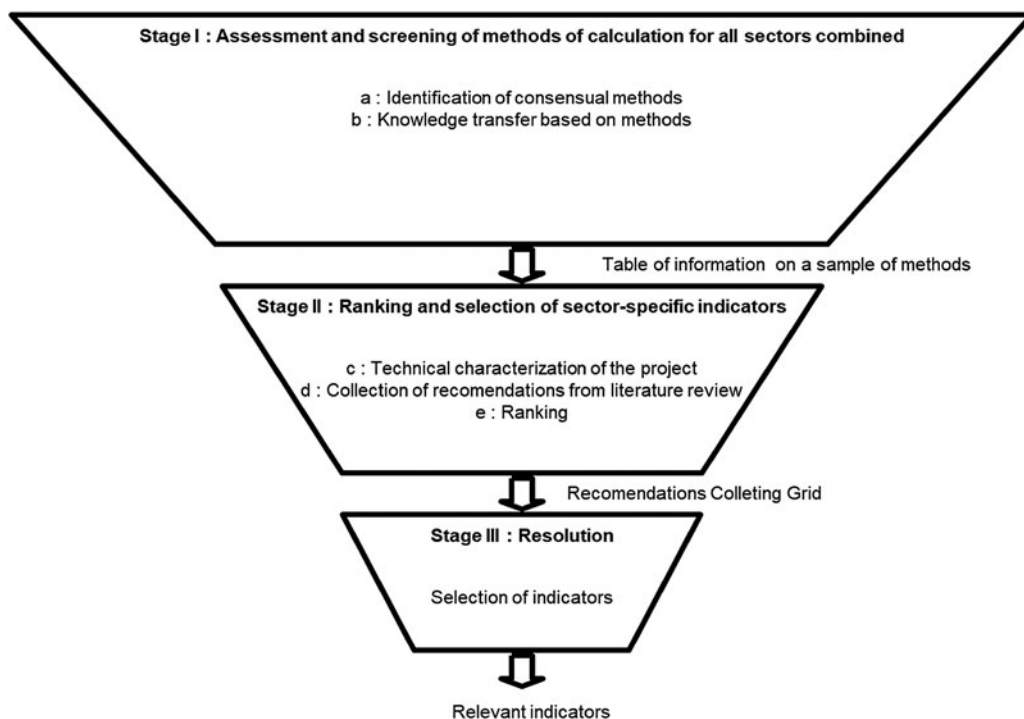 Stage I : Assessment and screening of methods of calculation for all sectors combined
a : Identification of consensual methods
b : Knowledge transfer based on methods
Table of information on a sample of methods
Stage II : Ranking and selection of sector-specific indicators
c : Technical characterization of the project
d : Collection of recomendations from literature review
e : Ranking
Recomendations Colleting Grid
Stage III : Resolution
Selection of indicators
Relevant indicators